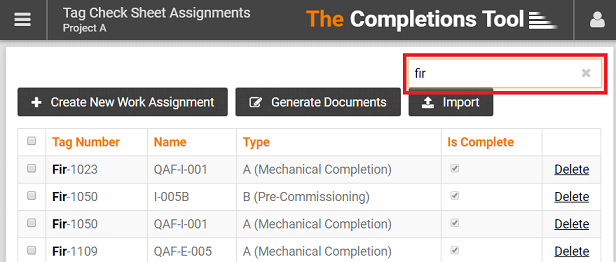 Tag Check Sheet Assignments
Project A
The Completions Tool
fir
Create New Work Assignment Generate Documents Import
Tag Number Name Type Is Complete
Fir-1023 QAF-I-001 A (Mechanical Completion) Delete
Fir-1050 I-005B B (Pre-Commissioning) Delete
Fir-1050 QAF-I-001 A (Mechanical Completion) Delete
Fir-1109 QAF-E-005 A (Mechanical Completion) Delete